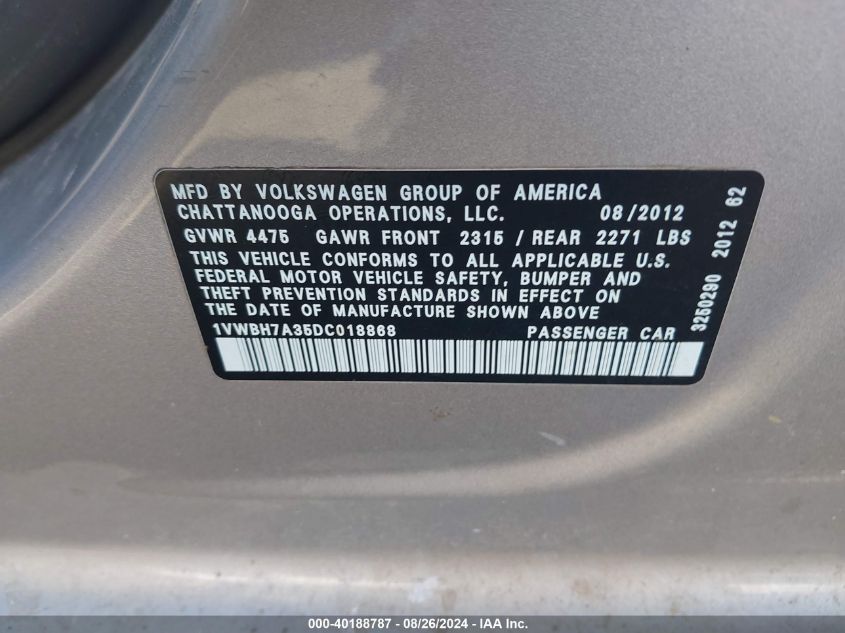 MFD BY VOLKSWAGEN GROUP OF AMERICA
CHATTANOOGA OPERATIONS, LLC. 08/2012
GVWR 4475 GAWR FRONT 2315 / REAR 2271 LBS
THIS VEHICLE CONFORMS TO ALL APPLICABLE U.S.
FEDERAL MOTOR VEHICLE SAFETY, BUMPER AND
THEFT PREVENTION STANDARDS IN EFFECT ON
THE DATE OF MANUFACTURE SHOWN ABOVE
1VWBH7A35DC018868 PASSENGER CAR
3250290 2012 62
000-40188787 - 08/26/2024 - IAA Inc.